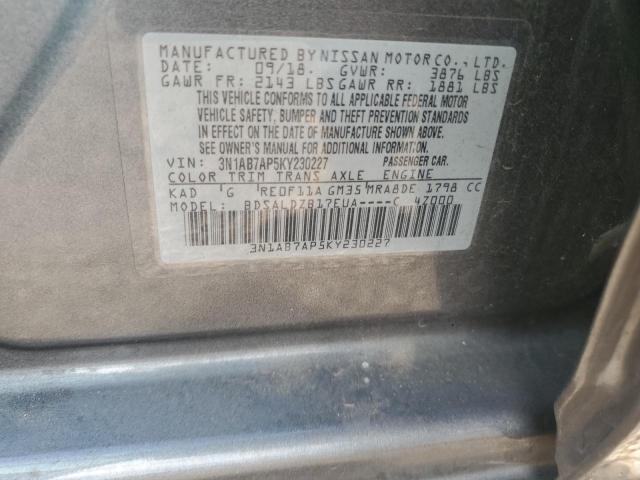 MANUFACTURED BY NISSAN MOTOR CO., LTD.
DATE: 09/18. GVWR: 3876 LBS
GAWR FR: 2143 LBS GAWR RR: 1881 LBS
THIS VEHICLE CONFORMS TO ALL APPLICABLE FEDERAL MOTOR
VEHICLE SAFETY, BUMPER AND THEFT PREVENTION STANDARDS
IN EFFECT ON THE DATE OF MANUFACTURE SHOWN ABOVE.
SEE OWNER'S MANUAL FOR ADDITIONAL INFORMATION.
VIN: 3N1AB7AP5KY230227 PASSENGER CAR.
COLOR TRIM TRANS AXLE ENGINE
KAD G RE0F11A GM35 MRA8DE 1798 CC
MODEL: BDSALDZB17EUA----C 4Z000
3N1AB7AP5KY230227